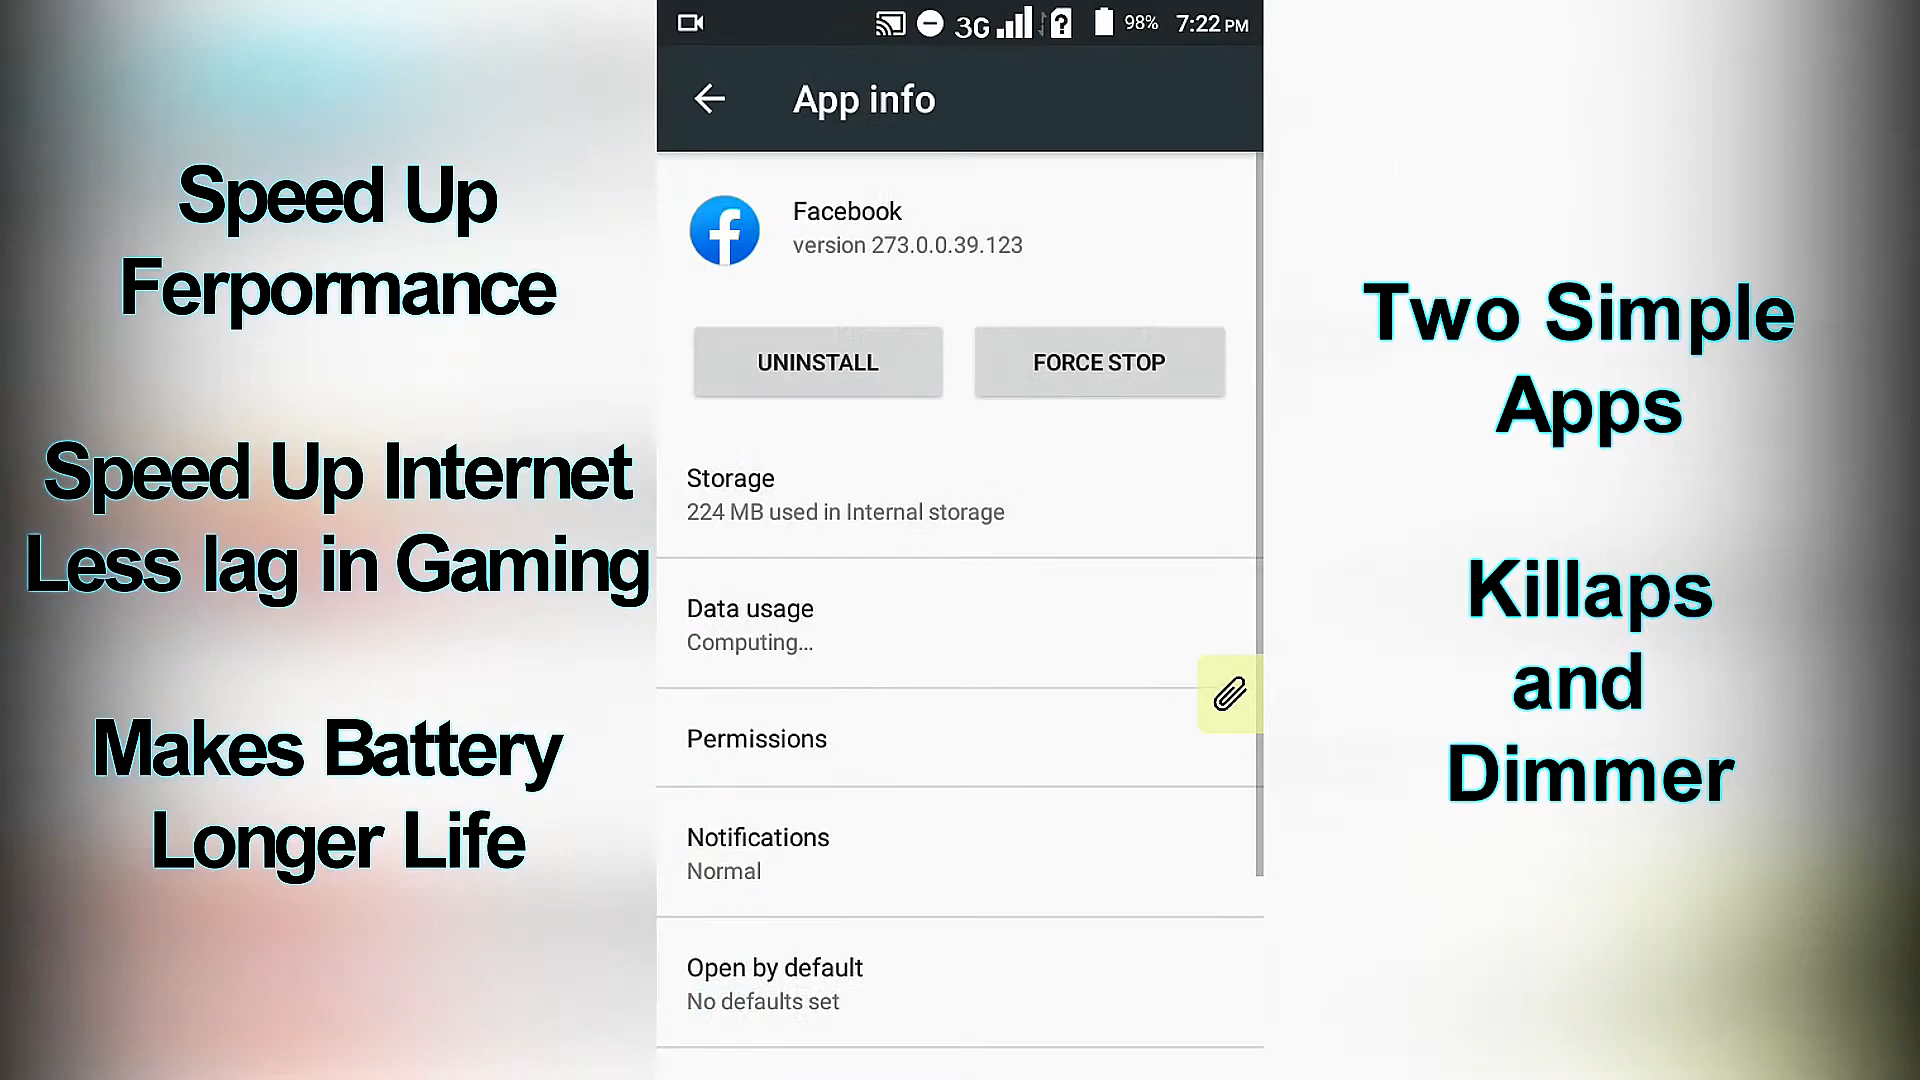 Speed Up
Ferpormance
Speed Up Internet
Less lag in Gaming
Makes Battery
Longer Life
3G 98% 7:22 PM
App info
Facebook
version 273.0.0.39.123
UNINSTALL
FORCE STOP
Storage
224 MB used in Internal storage
Data usage
Computing...
Permissions
Notifications
Normal
Open by default
No defaults set
Two Simple
Apps
Killaps
and
Dimmer